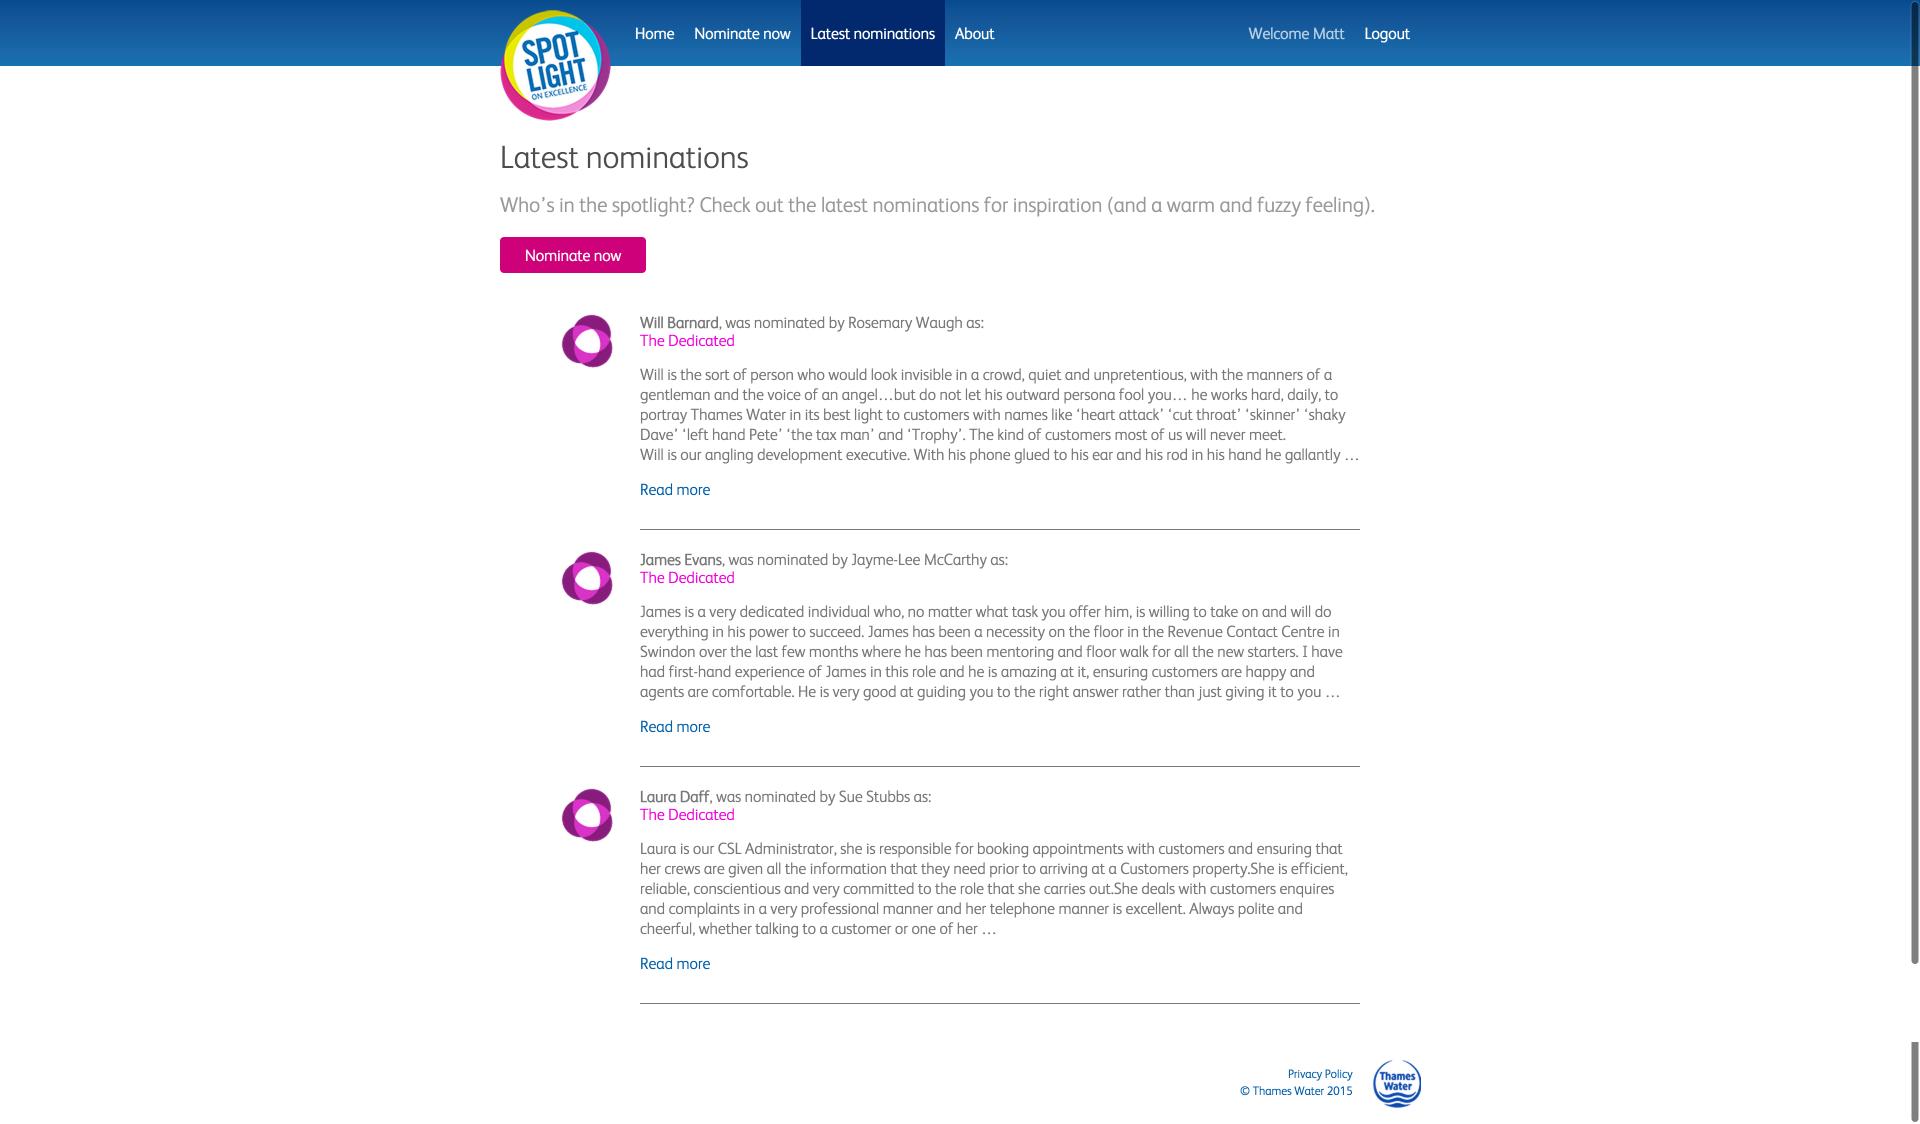 SPOT
LIGHT
ON EXCELLENCE
Home Nominate now Latest nominations About Welcome Matt Logout
Latest nominations
Who’s in the spotlight? Check out the latest nominations for inspiration (and a warm and fuzzy feeling).
Nominate now
Will Barnard, was nominated by Rosemary Waugh as:
The Dedicated
Will is the sort of person who would look invisible in a crowd, quiet and unpretentious, with the manners of a
gentleman and the voice of an angel…but do not let his outward persona fool you… he works hard, daily, to
portray Thames Water in its best light to customers with names like ‘heart attack’ ‘cut throat’ ‘skinner’ ‘shaky
Dave’ ‘left hand Pete’ ‘the tax man’ and ‘Trophy’. The kind of customers most of us will never meet.
Will is our angling development executive. With his phone glued to his ear and his rod in his hand he gallantly …
Read more
James Evans, was nominated by Jayme-Lee McCarthy as:
The Dedicated
James is a very dedicated individual who, no matter what task you offer him, is willing to take on and will do
everything in his power to succeed. James has been a necessity on the floor in the Revenue Contact Centre in
Swindon over the last few months where he has been mentoring and floor walk for all the new starters. I have
had first-hand experience of James in this role and he is amazing at it, ensuring customers are happy and
agents are comfortable. He is very good at guiding you to the right answer rather than just giving it to you …
Read more
Laura Daff, was nominated by Sue Stubbs as:
The Dedicated
Laura is our CSL Administrator, she is responsible for booking appointments with customers and ensuring that
her crews are given all the information that they need prior to arriving at a Customers property.She is efficient,
reliable, conscientious and very committed to the role that she carries out.She deals with customers enquires
and complaints in a very professional manner and her telephone manner is excellent. Always polite and
cheerful, whether talking to a customer or one of her …
Read more
Privacy Policy
© Thames Water 2015
Thames
Water